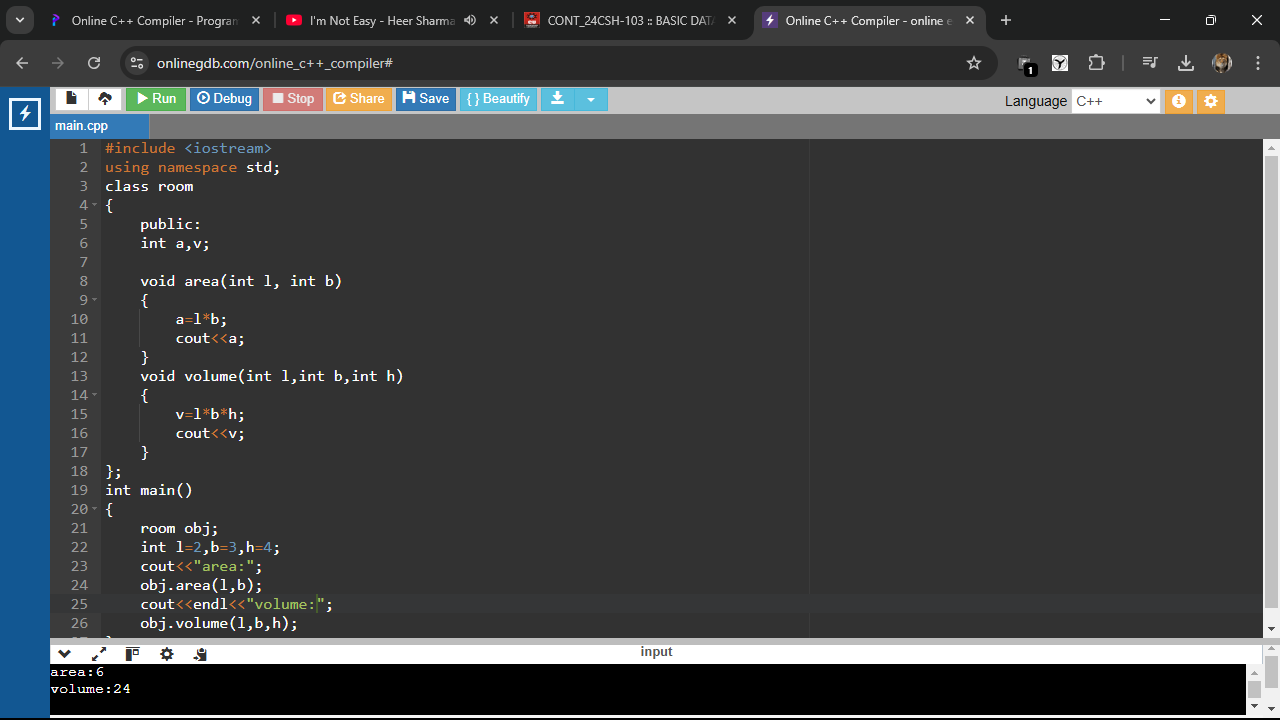 Online C++ Compiler - Program
I'm Not Easy - Heer Sharma
CONT_24CSH-103 :: BASIC DAT
Online C++ Compiler - online e
onlinegdb.com/online_c++_compiler#
1
Run Debug Stop Share Save { } Beautify
Language C++
main.cpp
1 #include <iostream>
2 using namespace std;
3 class room
4 {
5     public:
6     int a,v;
7
8     void area(int l, int b)
9     {
10         a=l*b;
11         cout<<a;
12     }
13     void volume(int l,int b,int h)
14     {
15         v=l*b*h;
16         cout<<v;
17     }
18 };
19 int main()
20 {
21     room obj;
22     int l=2,b=3,h=4;
23     cout<<"area:";
24     obj.area(l,b);
25     cout<<endl<<"volume:";
26     obj.volume(l,b,h);
input
area:6
volume:24